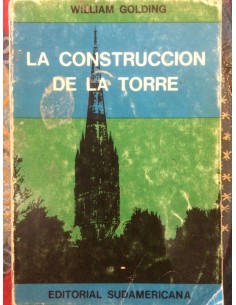 WILLIAM GOLDING
LA CONSTRUCCION
DE LA TORRE
EDITORIAL SUDAMERICANA